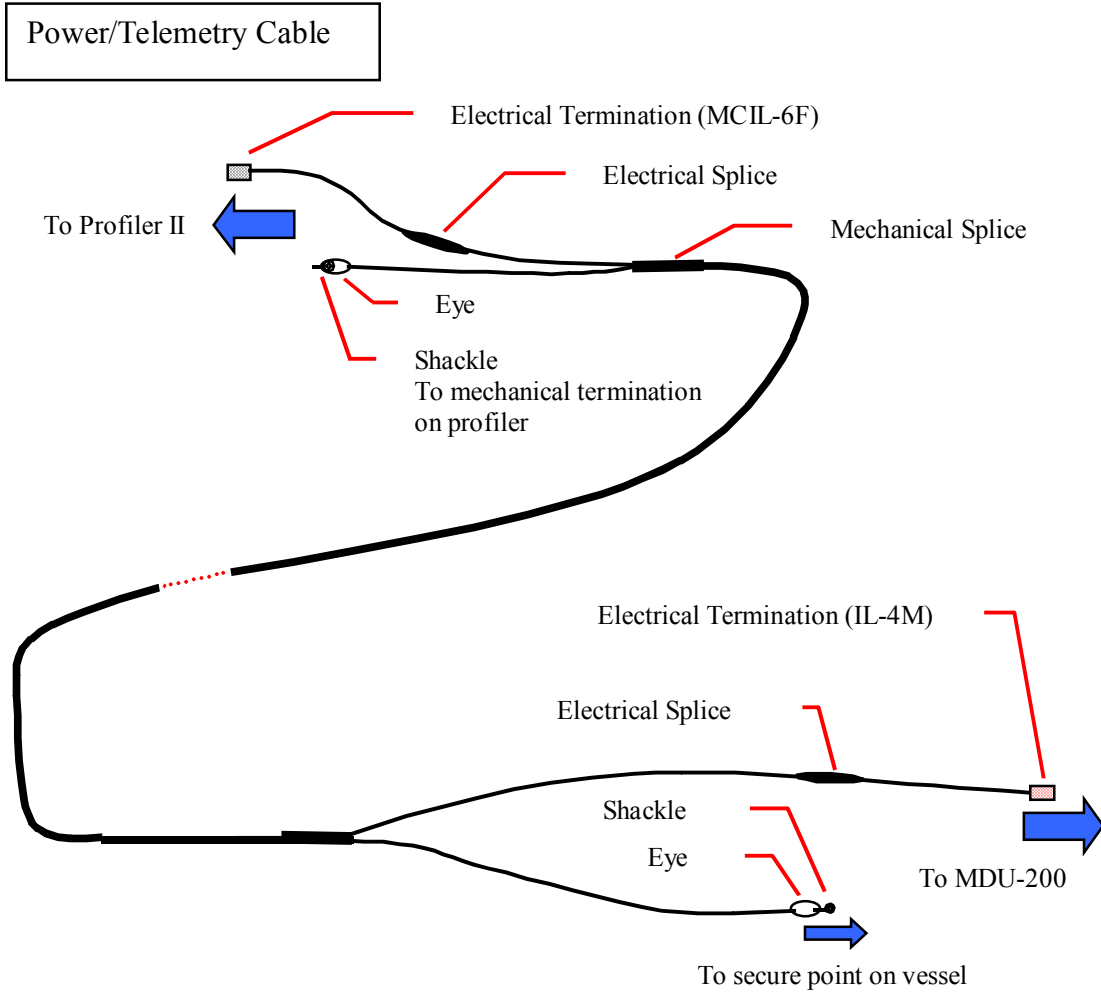 Power/Telemetry Cable
Electrical Termination (MCIL-6F)
Electrical Splice
To Profiler II
Mechanical Splice
Eye
Shackle
To mechanical termination
on profiler
Electrical Termination (IL-4M)
Electrical Splice
Shackle
Eye
To MDU-200
To secure point on vessel